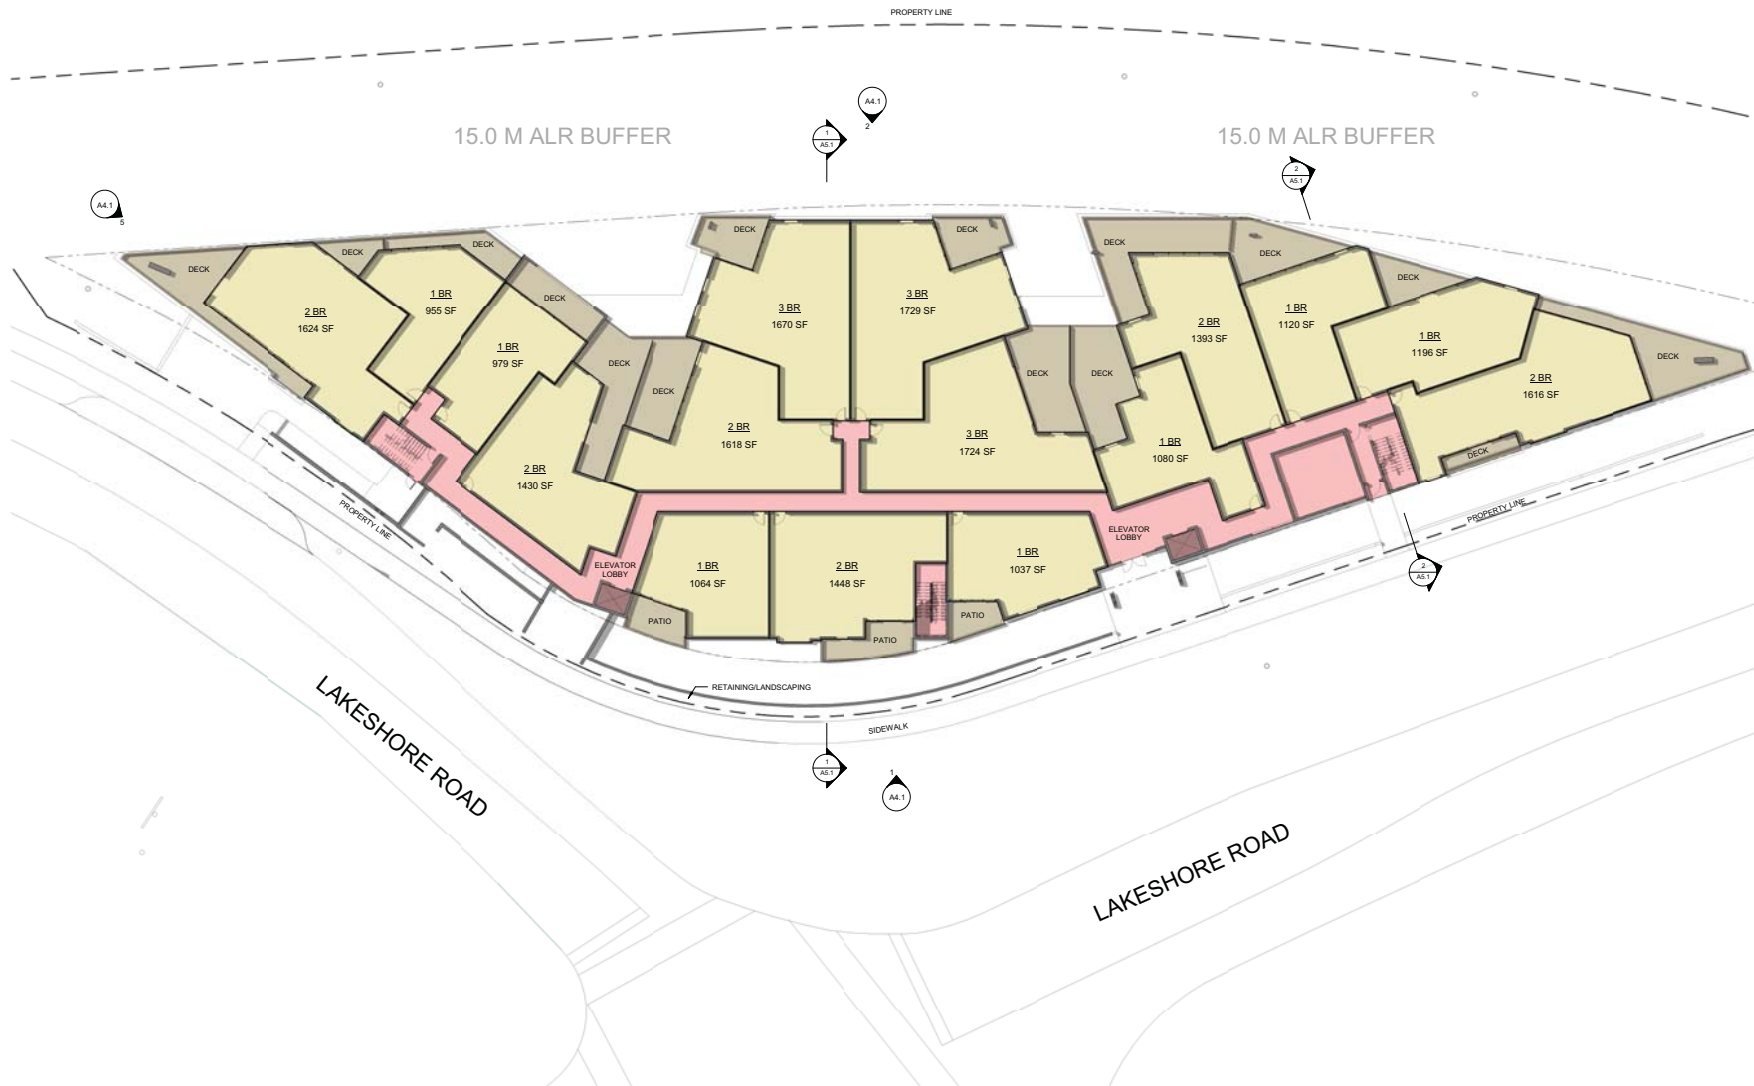 PROPERTY LINE
A4.1
2
1
A5.1
15.0 M ALR BUFFER
15.0 M ALR BUFFER
2
A5.1
A4.1
5
DECK
DECK
DECK
DECK
DECK
DECK
DECK
DECK
DECK
DECK
2 BR
1624 SF
1 BR
955 SF
1 BR
979 SF
3 BR
1670 SF
3 BR
1729 SF
2 BR
1393 SF
1 BR
1120 SF
1 BR
1196 SF
DECK
DECK
DECK
DECK
DECK
2 BR
1616 SF
2 BR
1430 SF
2 BR
1618 SF
3 BR
1724 SF
1 BR
1080 SF
DECK
PROPERTY LINE
PROPERTY LINE
ELEVATOR
LOBBY
ELEVATOR
LOBBY
1 BR
1064 SF
2 BR
1448 SF
1 BR
1037 SF
2
A5.1
PATIO
PATIO
PATIO
RETAINING/LANDSCAPING
SIDEWALK
LAKESHORE ROAD
1
A5.1
1
A4.1
LAKESHORE ROAD